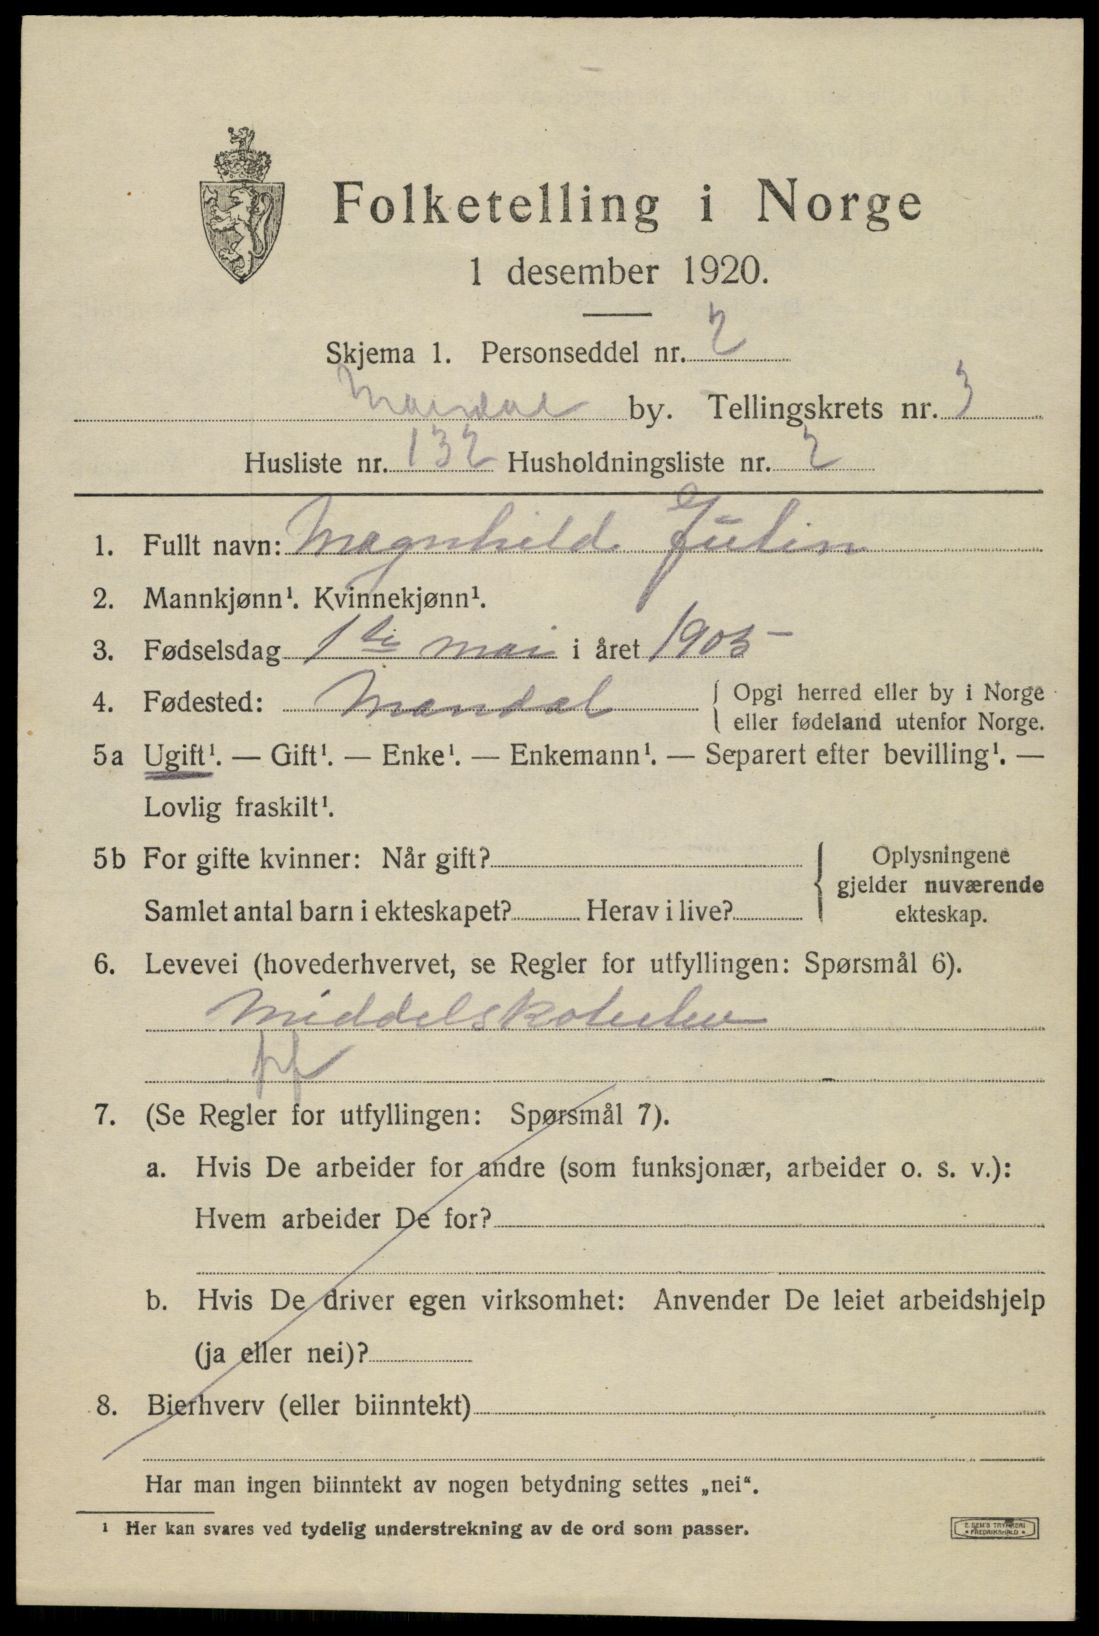 Folketelling i Norge
1 desember 1920.
Skjema 1. Personseddel nr. 2
Mandal by. Tellingskrets nr. 3
Husliste nr. 132 Husholdningsliste nr. 2
1. Fullt navn: Magnhild Julin
2. Mannkjønn¹. Kvinnekjønn¹.
3. Fødselsdag 1ste mai i året 1905
4. Fødested: Mandal { Opgi herred eller by i Norge
eller fødeland utenfor Norge.
5a Ugift¹. — Gift¹. — Enke¹. — Enkemann¹. — Separert efter bevilling¹. —
Lovlig fraskilt¹.
5b For gifte kvinner: Når gift?
Samlet antal barn i ekteskapet? Herav i live?
Oplysningene
gjelder nuværende
ekteskap.
6. Levevei (hovederhvervet, se Regler for utfyllingen: Spørsmål 6).
Middelskoleelev
7. (Se Regler for utfyllingen: Spørsmål 7).
a. Hvis De arbeider for andre (som funksjonær, arbeider o. s. v.):
Hvem arbeider De for?
b. Hvis De driver egen virksomhet: Anvender De leiet arbeidshjelp
(ja eller nei)?
8. Bierhverv (eller biinntekt)
Har man ingen biinntekt av nogen betydning settes „nei“.
¹ Her kan svares ved tydelig understrekning av de ord som passer.
E. SEM'S TRYKKERI
FREDRIKSHALD